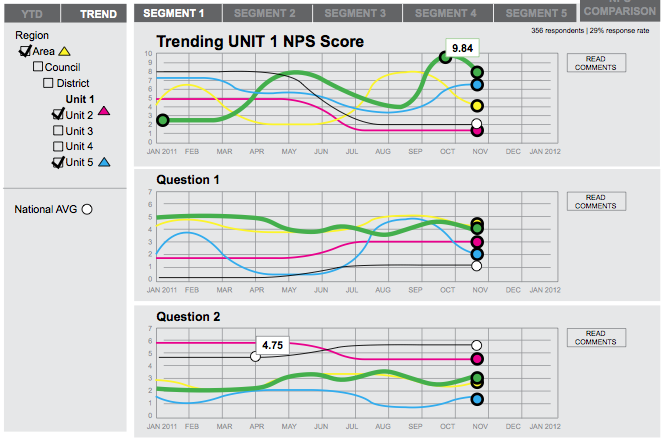 YTD TREND
Region
Area
Council
District
Unit 1
Unit 2
Unit 3
Unit 4
Unit 5
National AVG
SEGMENT 1 SEGMENT 2 SEGMENT 3 SEGMENT 4 SEGMENT 5
COMPARISON
356 respondents | 29% response rate
Trending UNIT 1 NPS Score
9.84
READ
COMMENTS
10
9
8
7
6
5
4
3
2
1
0
JAN 2011 FEB MAR APR MAY JUN JUL AUG SEP OCT NOV DEC JAN 2012
Question 1
READ
COMMENTS
7
6
5
4
3
2
1
0
JAN 2011 FEB MAR APR MAY JUN JUL AUG SEP OCT NOV DEC JAN 2012
Question 2
READ
COMMENTS
4.75
7
6
5
4
3
2
1
0
JAN 2011 FEB MAR APR MAY JUN JUL AUG SEP OCT NOV DEC JAN 2012